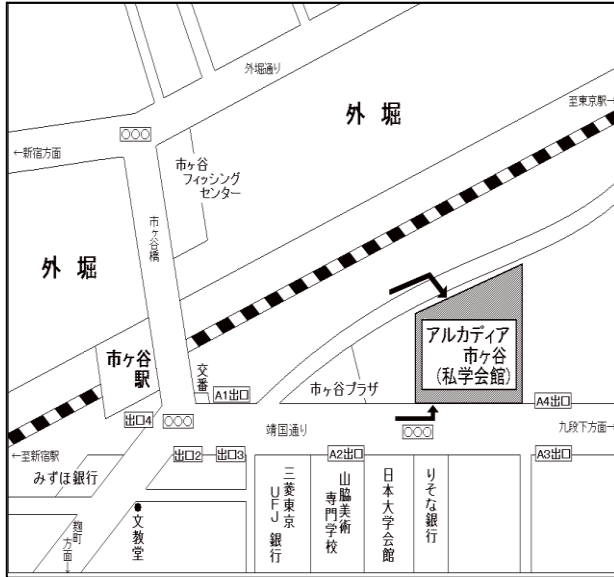 外堀通り
外 堀
至東京駅→
○○○
←新宿方面
市ヶ谷
フィッシング
センター
市ヶ谷橋
外 堀
アルカディア
市ヶ谷
(私学会館)
市ヶ谷
駅
交番
A1出口
市ヶ谷プラザ
A4出口
出口4
○○○
靖国通り
○○○
九段下方面→
←至新宿駅
みずほ銀行
出口2
出口3
A2出口
A3出口
麹町
方面→
文教堂
三菱東京
UFJ 銀行
山脇美術
専門学校
日本大学会館
りそな銀行